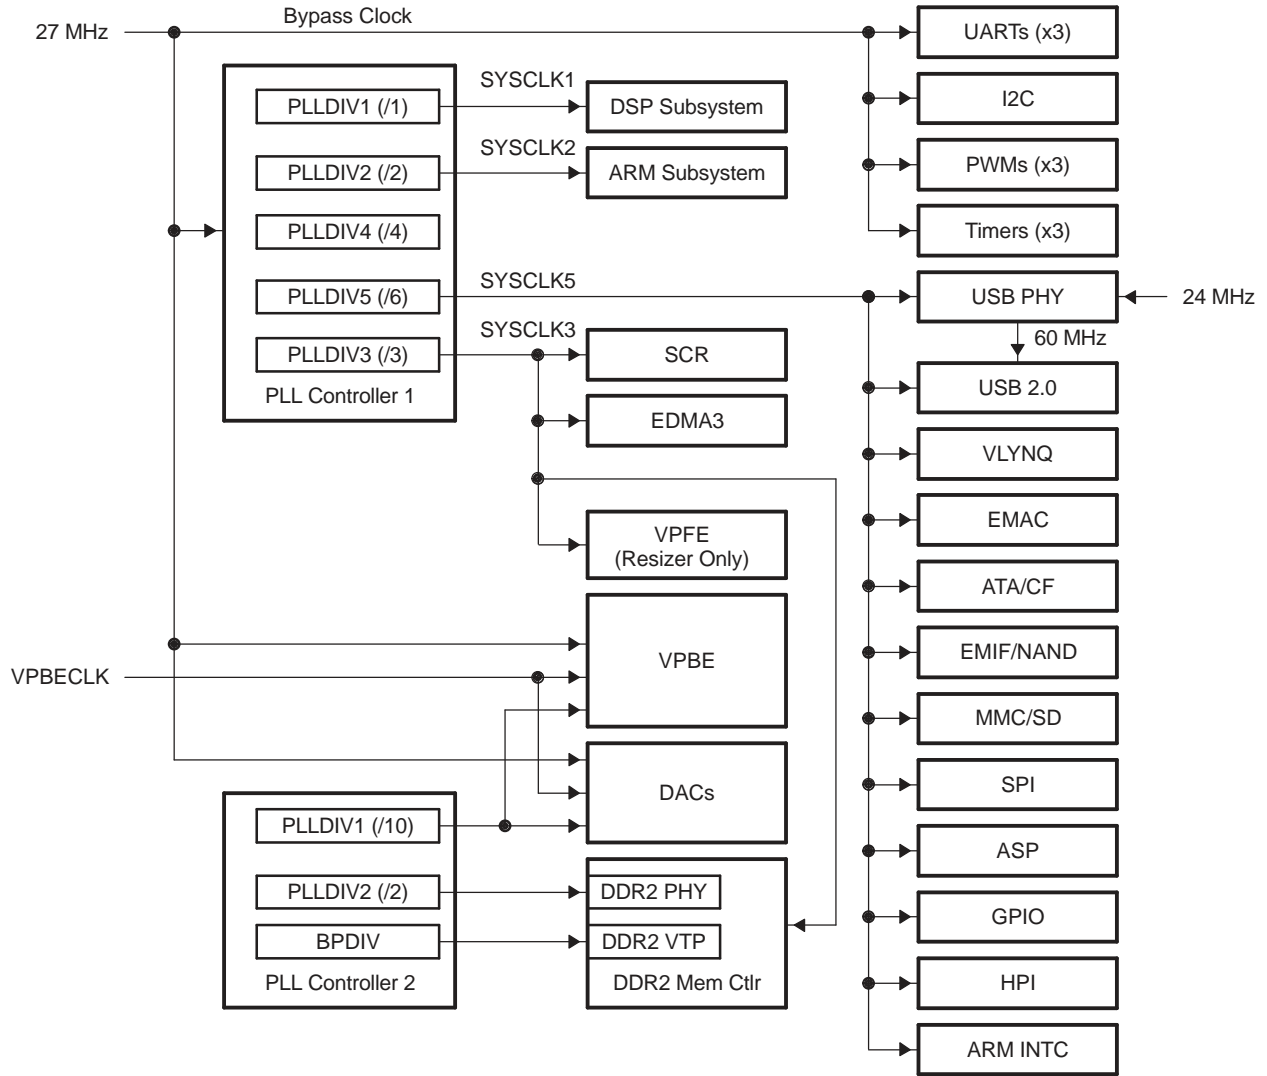 Bypass Clock
27 MHz
UARTs (x3)
I2C
PWMs (x3)
Timers (x3)
SYSCLK1
PLLDIV1 (/1)
DSP Subsystem
SYSCLK2
PLLDIV2 (/2)
ARM Subsystem
PLLDIV4 (/4)
SYSCLK5
PLLDIV5 (/6)
USB PHY
24 MHz
60 MHz
SYSCLK3
PLLDIV3 (/3)
SCR
PLL Controller 1
EDMA3
USB 2.0
VLYNQ
EMAC
VPFE
(Resizer Only)
ATA/CF
EMIF/NAND
VPBE
VPBECLK
MMC/SD
SPI
DACs
PLLDIV1 (/10)
ASP
PLLDIV2 (/2)
DDR2 PHY
GPIO
BPDIV
DDR2 VTP
PLL Controller 2
DDR2 Mem Ctlr
HPI
ARM INTC